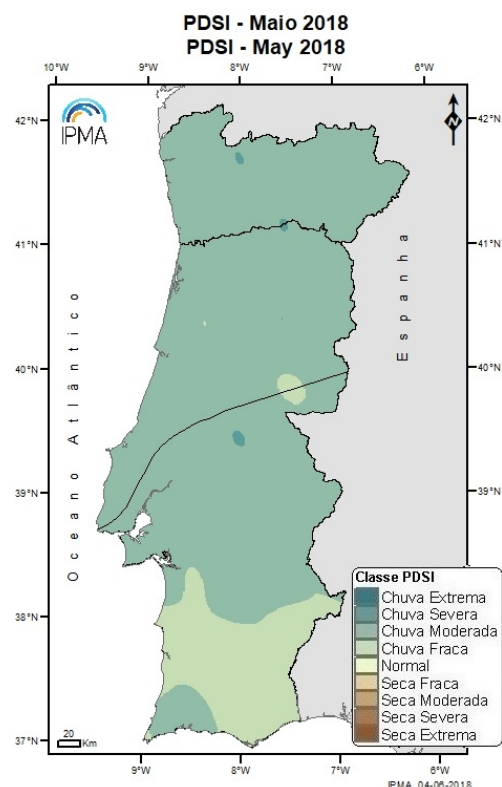 PDSI - Maio 2018
PDSI - May 2018
10°W 9°W 8°W 7°W 6°W
IPMA
N
42°N 42°N
41°N 41°N
Espanha
Oceano Atlântico
40°N 40°N
39°N 39°N
38°N 38°N
37°N 37°N
Classe PDSI
Chuva Extrema
Chuva Severa
Chuva Moderada
Chuva Fraca
Normal
Seca Fraca
Seca Moderada
Seca Severa
Seca Extrema
20
Km
9°W 8°W 7°W 6°W
IPMA, 04-06-2018